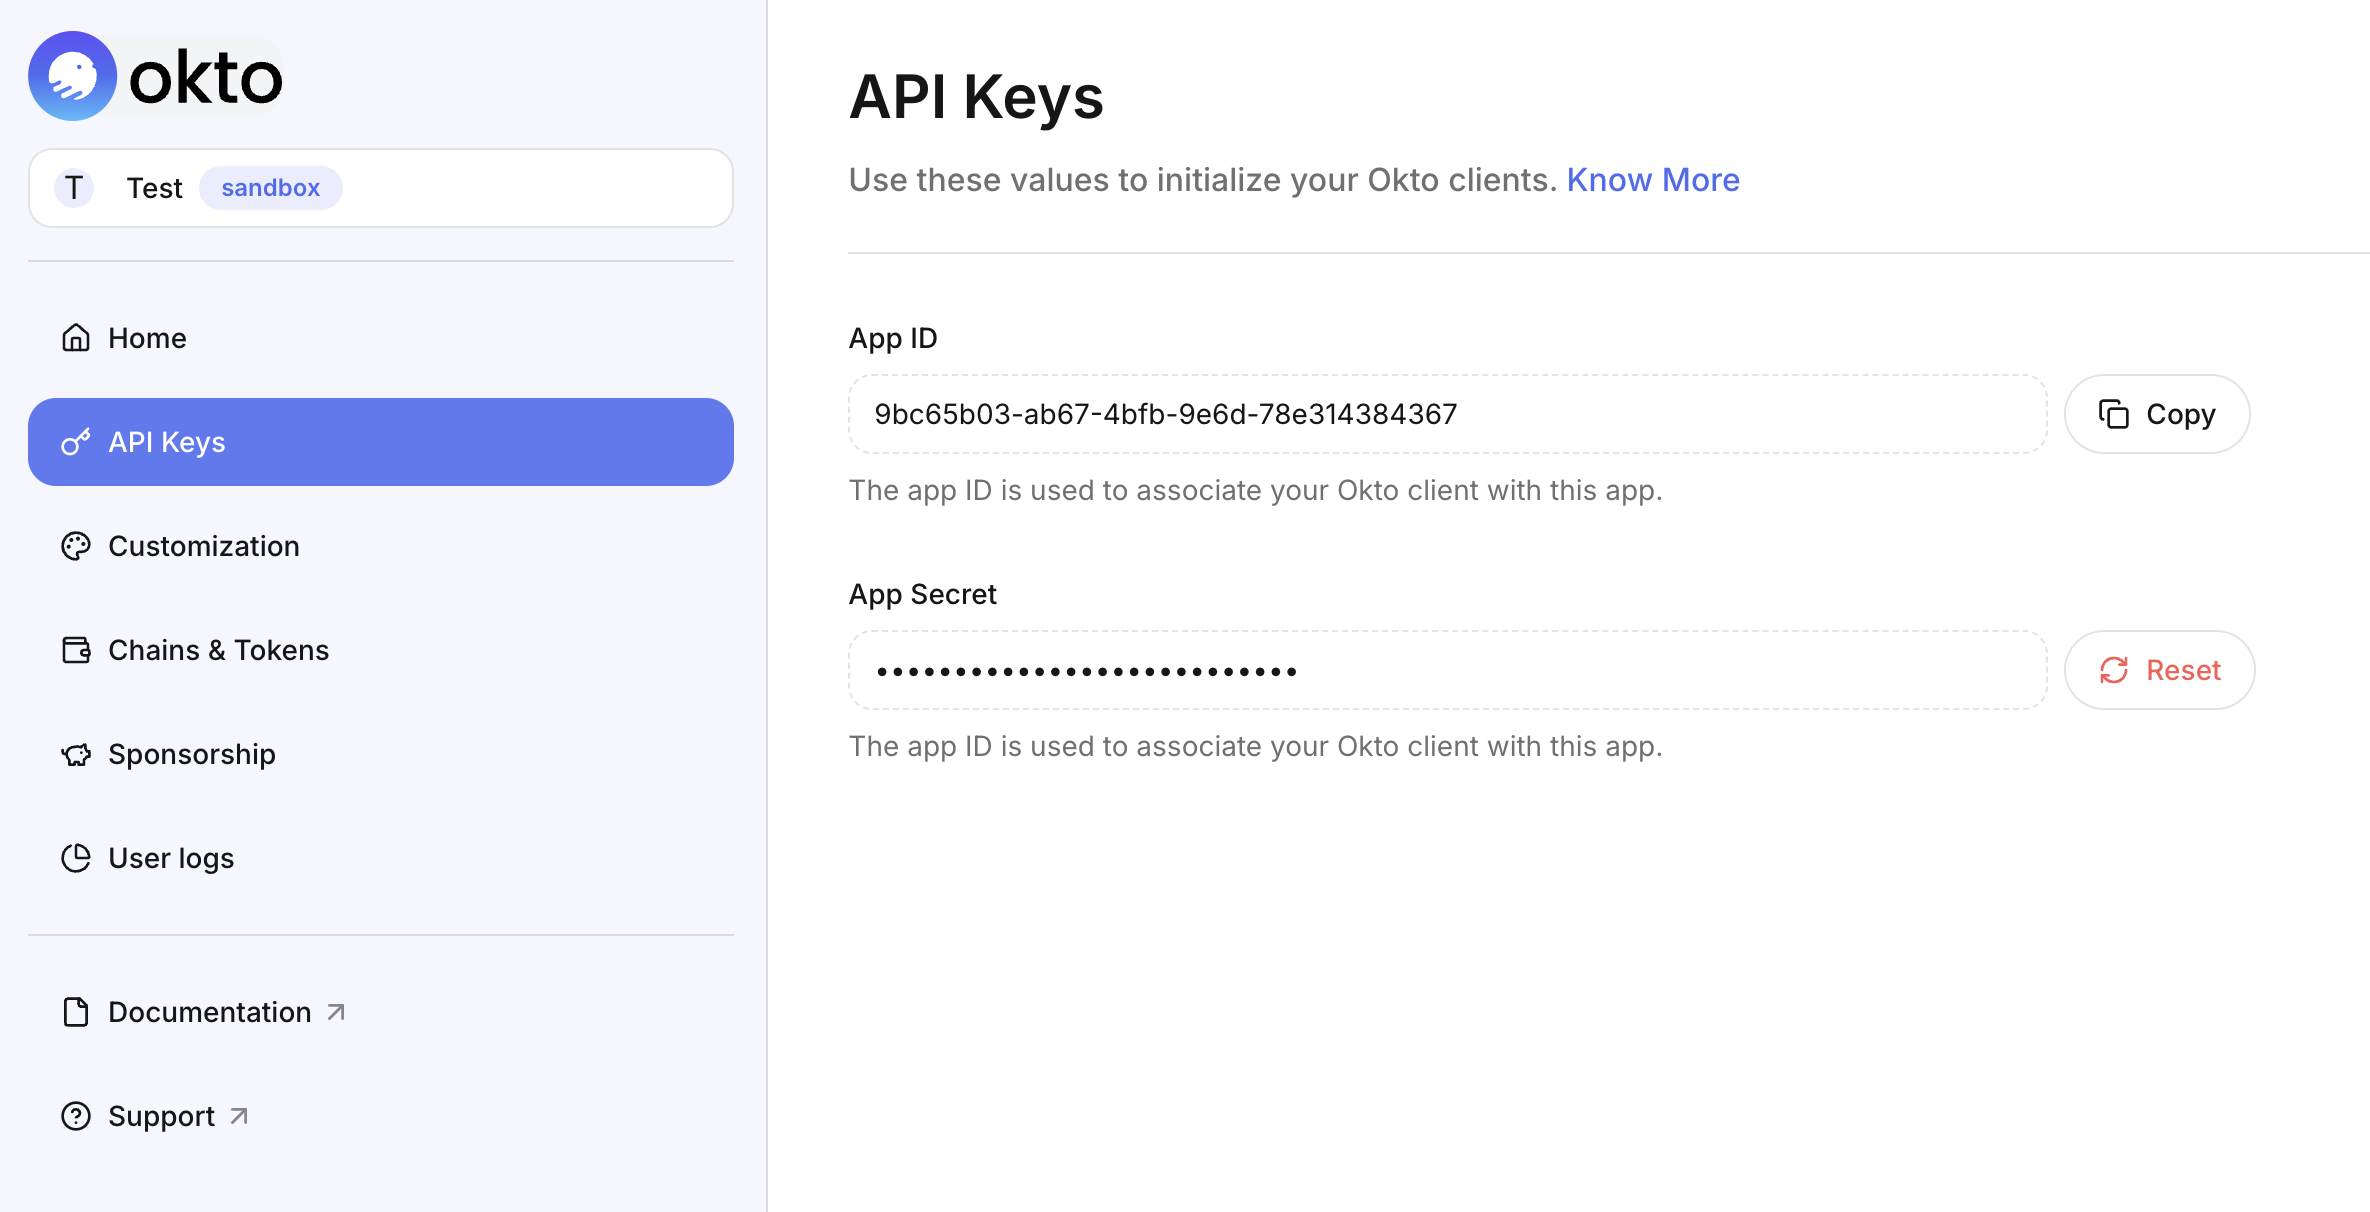 okto
T Test sandbox
Home
API Keys
Customization
Chains & Tokens
Sponsorship
User logs
Documentation
Support
API Keys
Use these values to initialize your Okto clients. Know More
App ID
9bc65b03-ab67-4bfb-9e6d-78e314384367
Copy
The app ID is used to associate your Okto client with this app.
App Secret
•••••••••••••••••••••••••••
Reset
The app ID is used to associate your Okto client with this app.